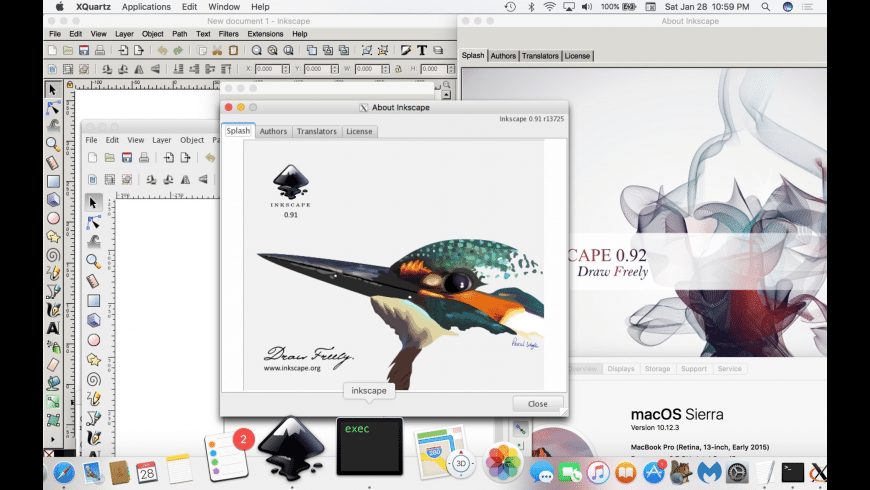 XQuartz Applications Edit Window Help
100% Sat Jan 28 10:59 PM
New document 1 - Inkscape
About Inkscape
File Edit View Layer Object Path Text Filters Extensions Help
X: 0.000 Y: 0.000 W: 0.000 H: 0.000
Splash Authors Translators License
About Inkscape
Inkscape 0.91 r13725
Splash Authors Translators License
File Edit View Layer Object Pa
INKSCAPE
0.91
CAPE 0.92
Draw Freely
Draw Freely.
www.inkscape.org
inkscape
Close
Overview Displays Storage Support Service
macOS Sierra
Version 10.12.3
MacBook Pro (Retina, 13-inch, Early 2015)
exec
2
28
280
3D
1